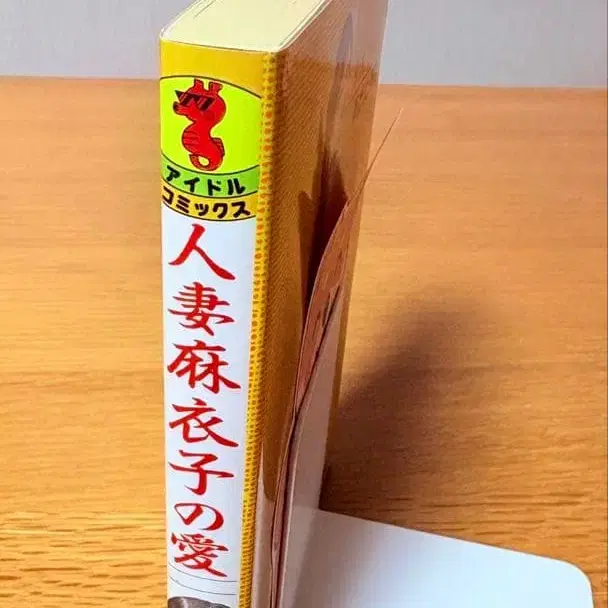 アイドル
コミックス
人妻麻衣子の愛